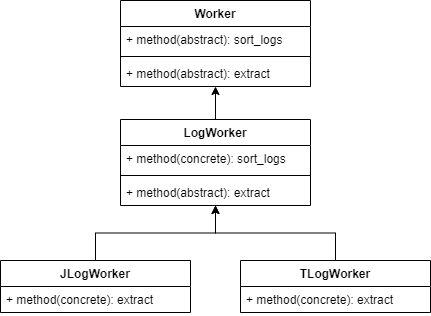 Worker
+ method(abstract): sort_logs
+ method(abstract): extract
LogWorker
+ method(concrete): sort_logs
+ method(abstract): extract
JLogWorker
+ method(concrete): extract
TLogWorker
+ method(concrete): extract